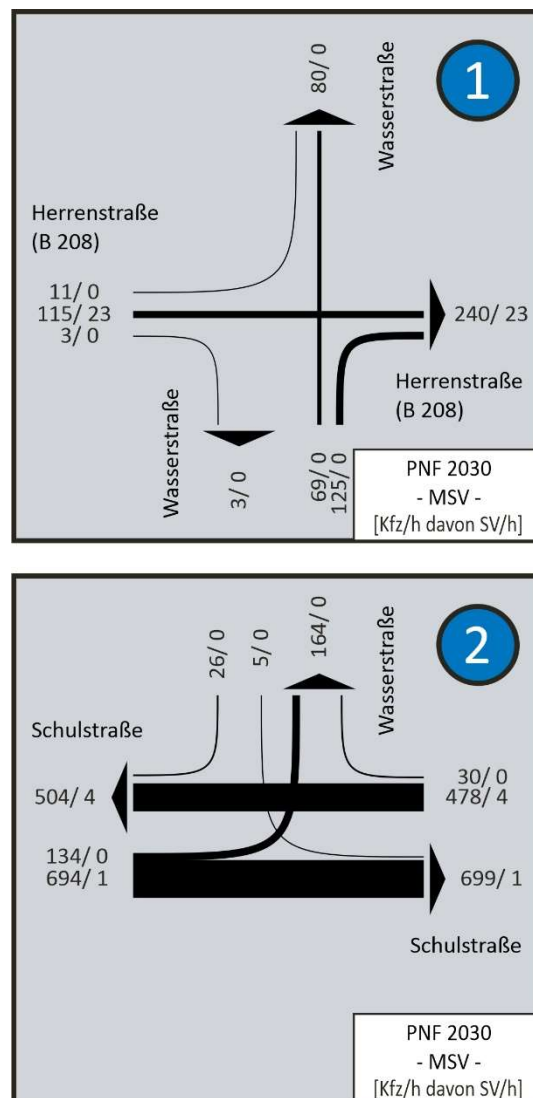 80/ 0
Wasserstraße
1
Herrenstraße
(B 208)
11/ 0
115/ 23
3/ 0
240/ 23
Herrenstraße
(B 208)
Wasserstraße
3/ 0
69/ 0
125/ 0
PNF 2030
- MSV -
[Kfz/h davon SV/h]
26/ 0
5/ 0
164/ 0
Wasserstraße
2
Schulstraße
504/ 4
30/ 0
478/ 4
134/ 0
694/ 1
699/ 1
Schulstraße
PNF 2030
- MSV -
[Kfz/h davon SV/h]